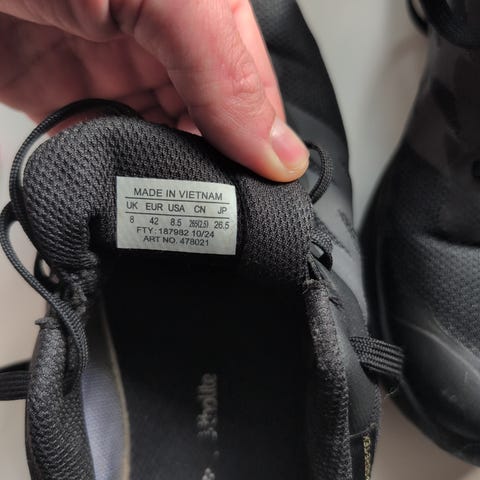 MADE IN VIETNAM
UK EUR USA CN JP
8 42 8.5 265(2.5) 26.5
FTY: 187982 10/24
ART NO. 478021